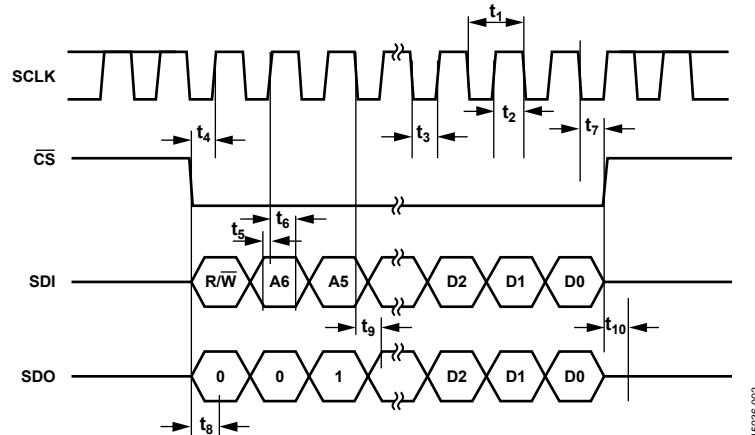 t1
SCLK
t4
t3
t2
t7
CS
t5
t6
SDI
R/W
A6
A5
D2
D1
D0
t9
t10
SDO
0
0
1
D2
D1
D0
t8